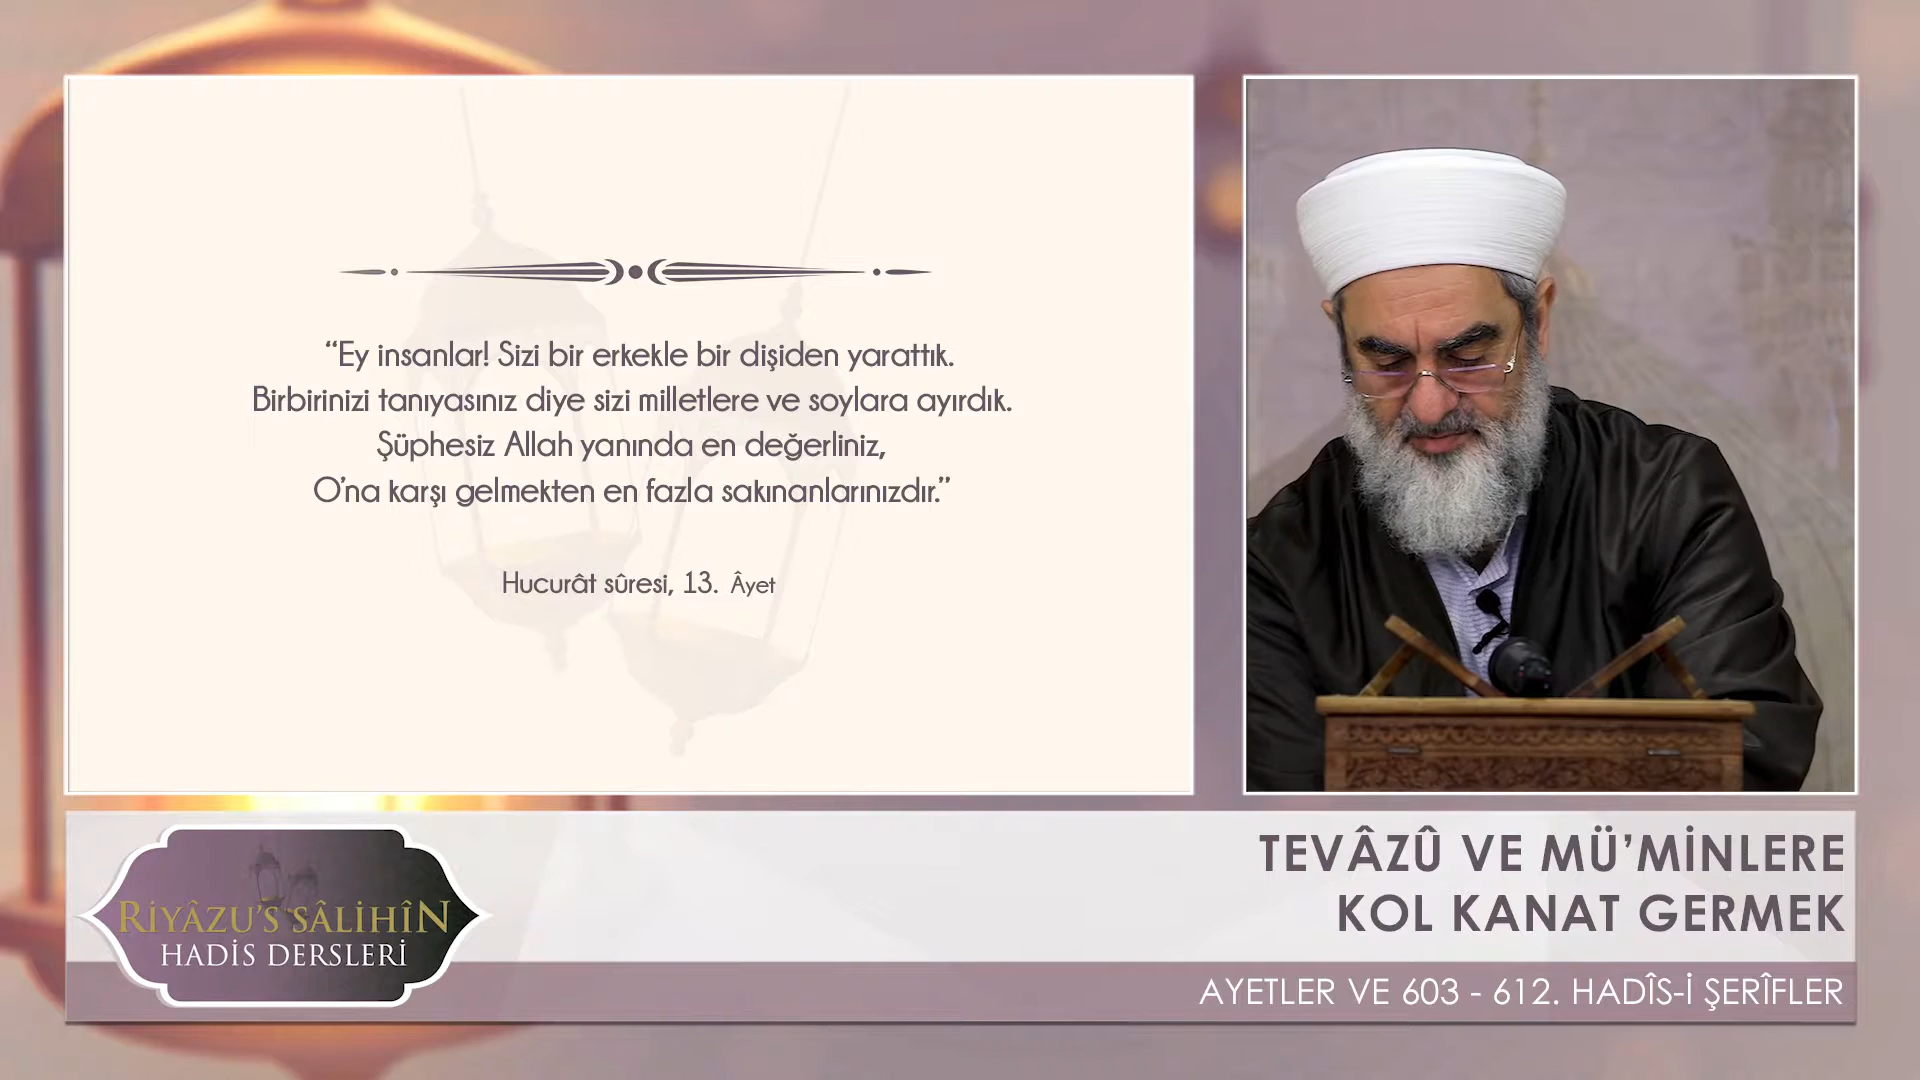 “Ey insanlar! Sizi bir erkekle bir dişiden yarattık.
Birbirinizi tanıyasınız diye sizi milletlere ve soylara ayırdık.
Şüphesiz Allah yanında en değerliniz,
O’na karşı gelmekten en fazla sakınanlarınızdır.”
Hucurât sûresi, 13. Âyet
TEVÂZÛ VE MÜ’MİNLERE
KOL KANAT GERMEK
RİYÂZU’S SÂLİHÎN
HADİS DERSLERİ
AYETLER VE 603 - 612. HADÎS-İ ŞERÎFLER